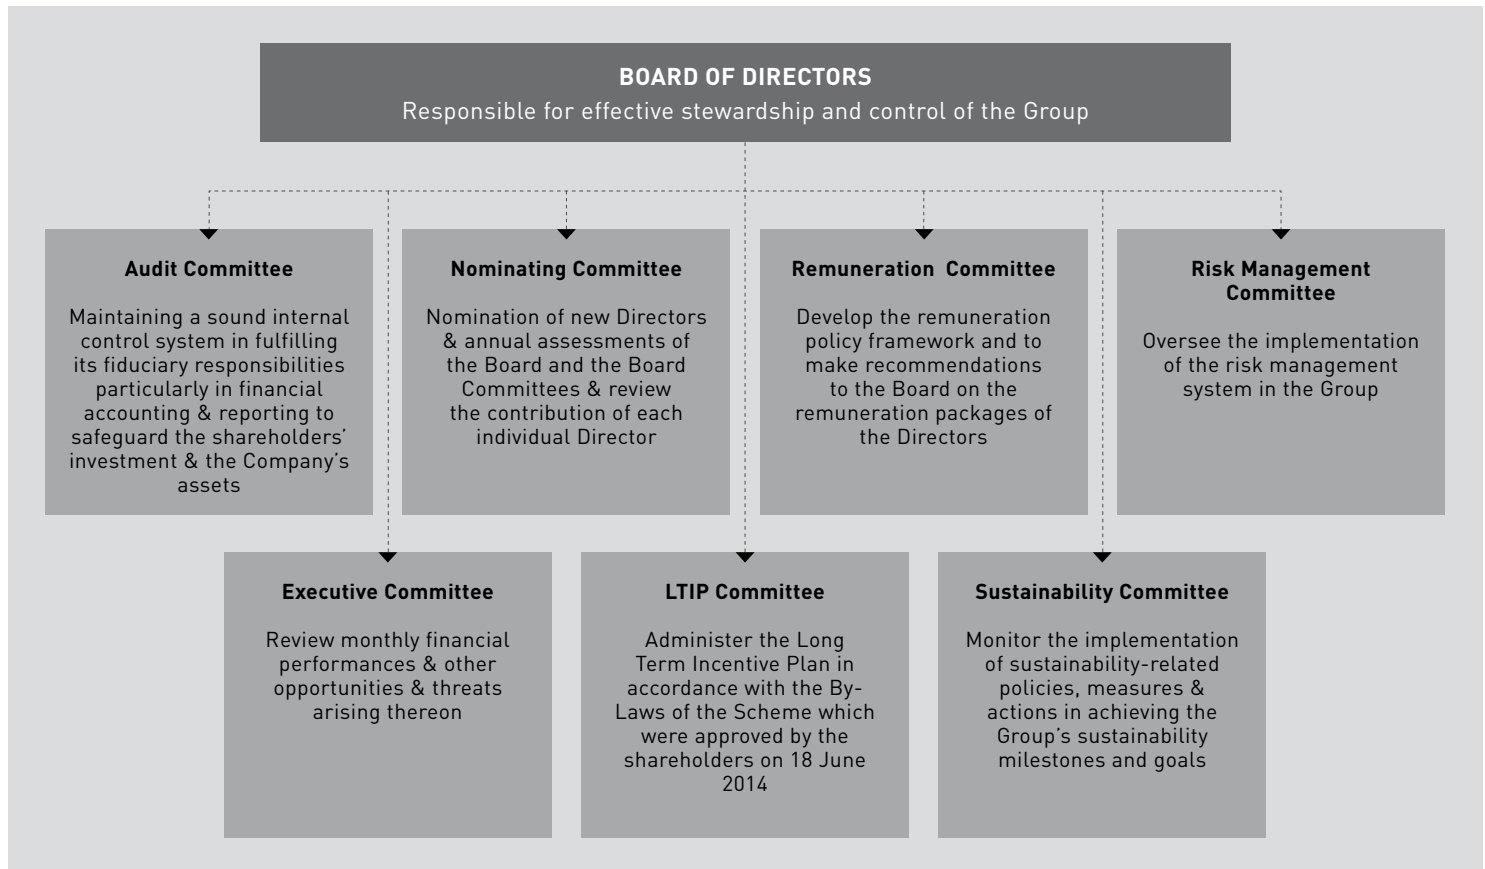 BOARD OF DIRECTORS
Responsible for effective stewardship and control of the Group
Audit Committee
Maintaining a sound internal
control system in fulfilling
its fiduciary responsibilities
particularly in financial
accounting & reporting to
safeguard the shareholders’
investment & the Company’s
assets
Nominating Committee
Nomination of new Directors
& annual assessments of
the Board and the Board
Committees & review
the contribution of each
individual Director
Remuneration Committee
Develop the remuneration
policy framework and to
make recommendations
to the Board on the
remuneration packages of
the Directors
Risk Management
Committee
Oversee the implementation
of the risk management
system in the Group
Executive Committee
Review monthly financial
performances & other
opportunities & threats
arising thereon
LTIP Committee
Administer the Long
Term Incentive Plan in
accordance with the By-
Laws of the Scheme which
were approved by the
shareholders on 18 June
2014
Sustainability Committee
Monitor the implementation
of sustainability-related
policies, measures &
actions in achieving the
Group’s sustainability
milestones and goals